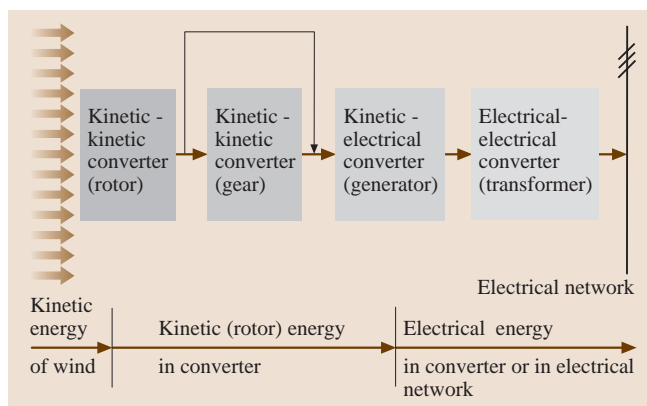 Kinetic -
kinetic
converter
(rotor)
Kinetic -
kinetic
converter
(gear)
Kinetic -
electrical
converter
(generator)
Electrical-
electrical
converter
(transformer)
Electrical network
Kinetic
energy
of wind
Kinetic (rotor) energy
in converter
Electrical energy
in converter or in electrical
network